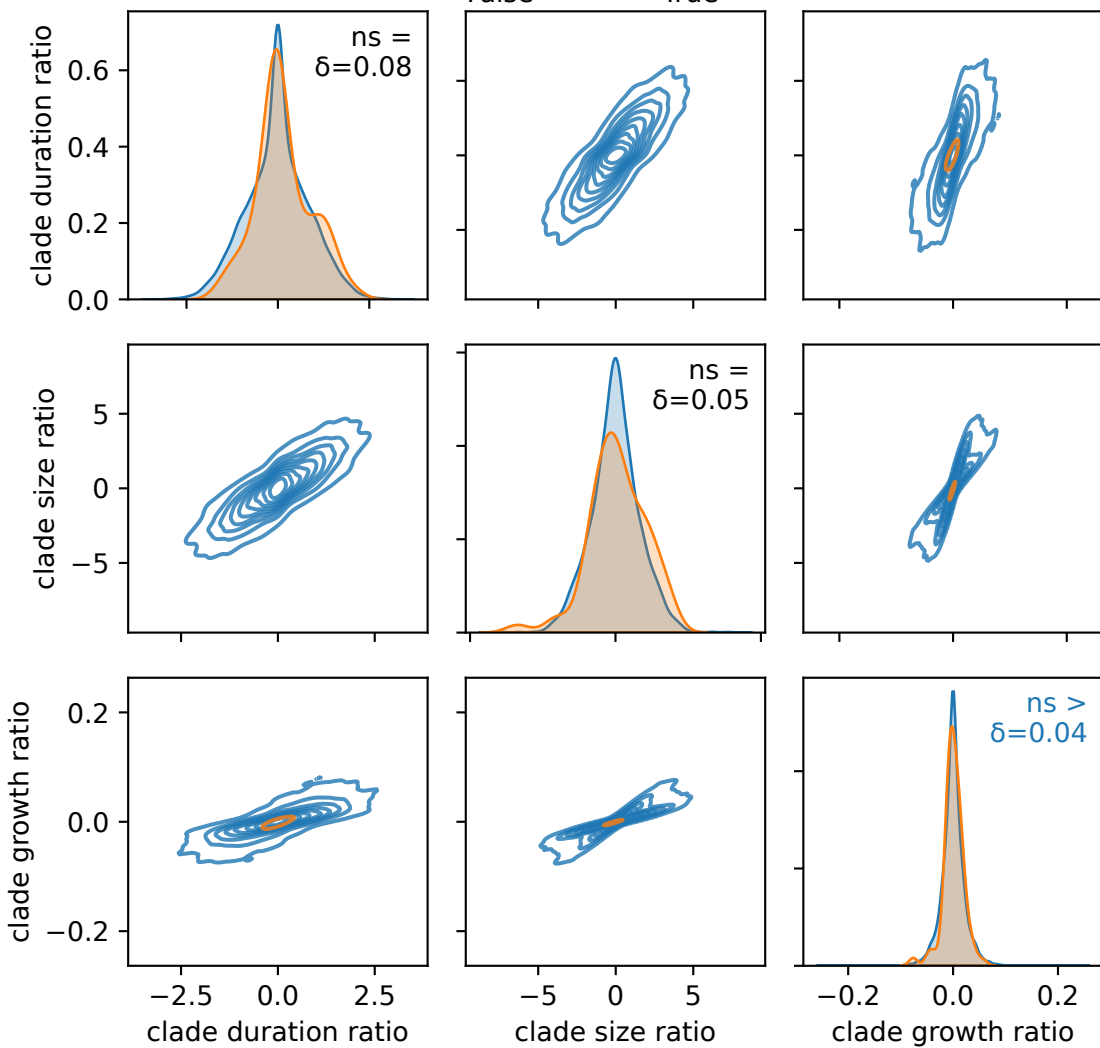 clade duration ratio
0.6
0.4
0.2
0.0
ns =
δ=0.08
clade size ratio
5
0
−5
ns =
δ=0.05
clade growth ratio
0.2
0.0
−0.2
ns >
δ=0.04
−2.5 0.0 2.5
−5 0 5
−0.2 0.0 0.2
clade duration ratio
clade size ratio
clade growth ratio